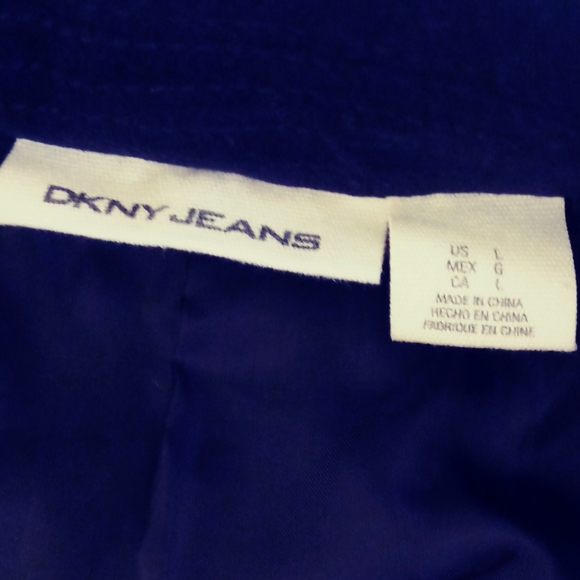 DKNY JEANS
US L
MEX G
CA L
MADE IN CHINA
HECHO EN CHINA
FABRIQUE EN CHINE